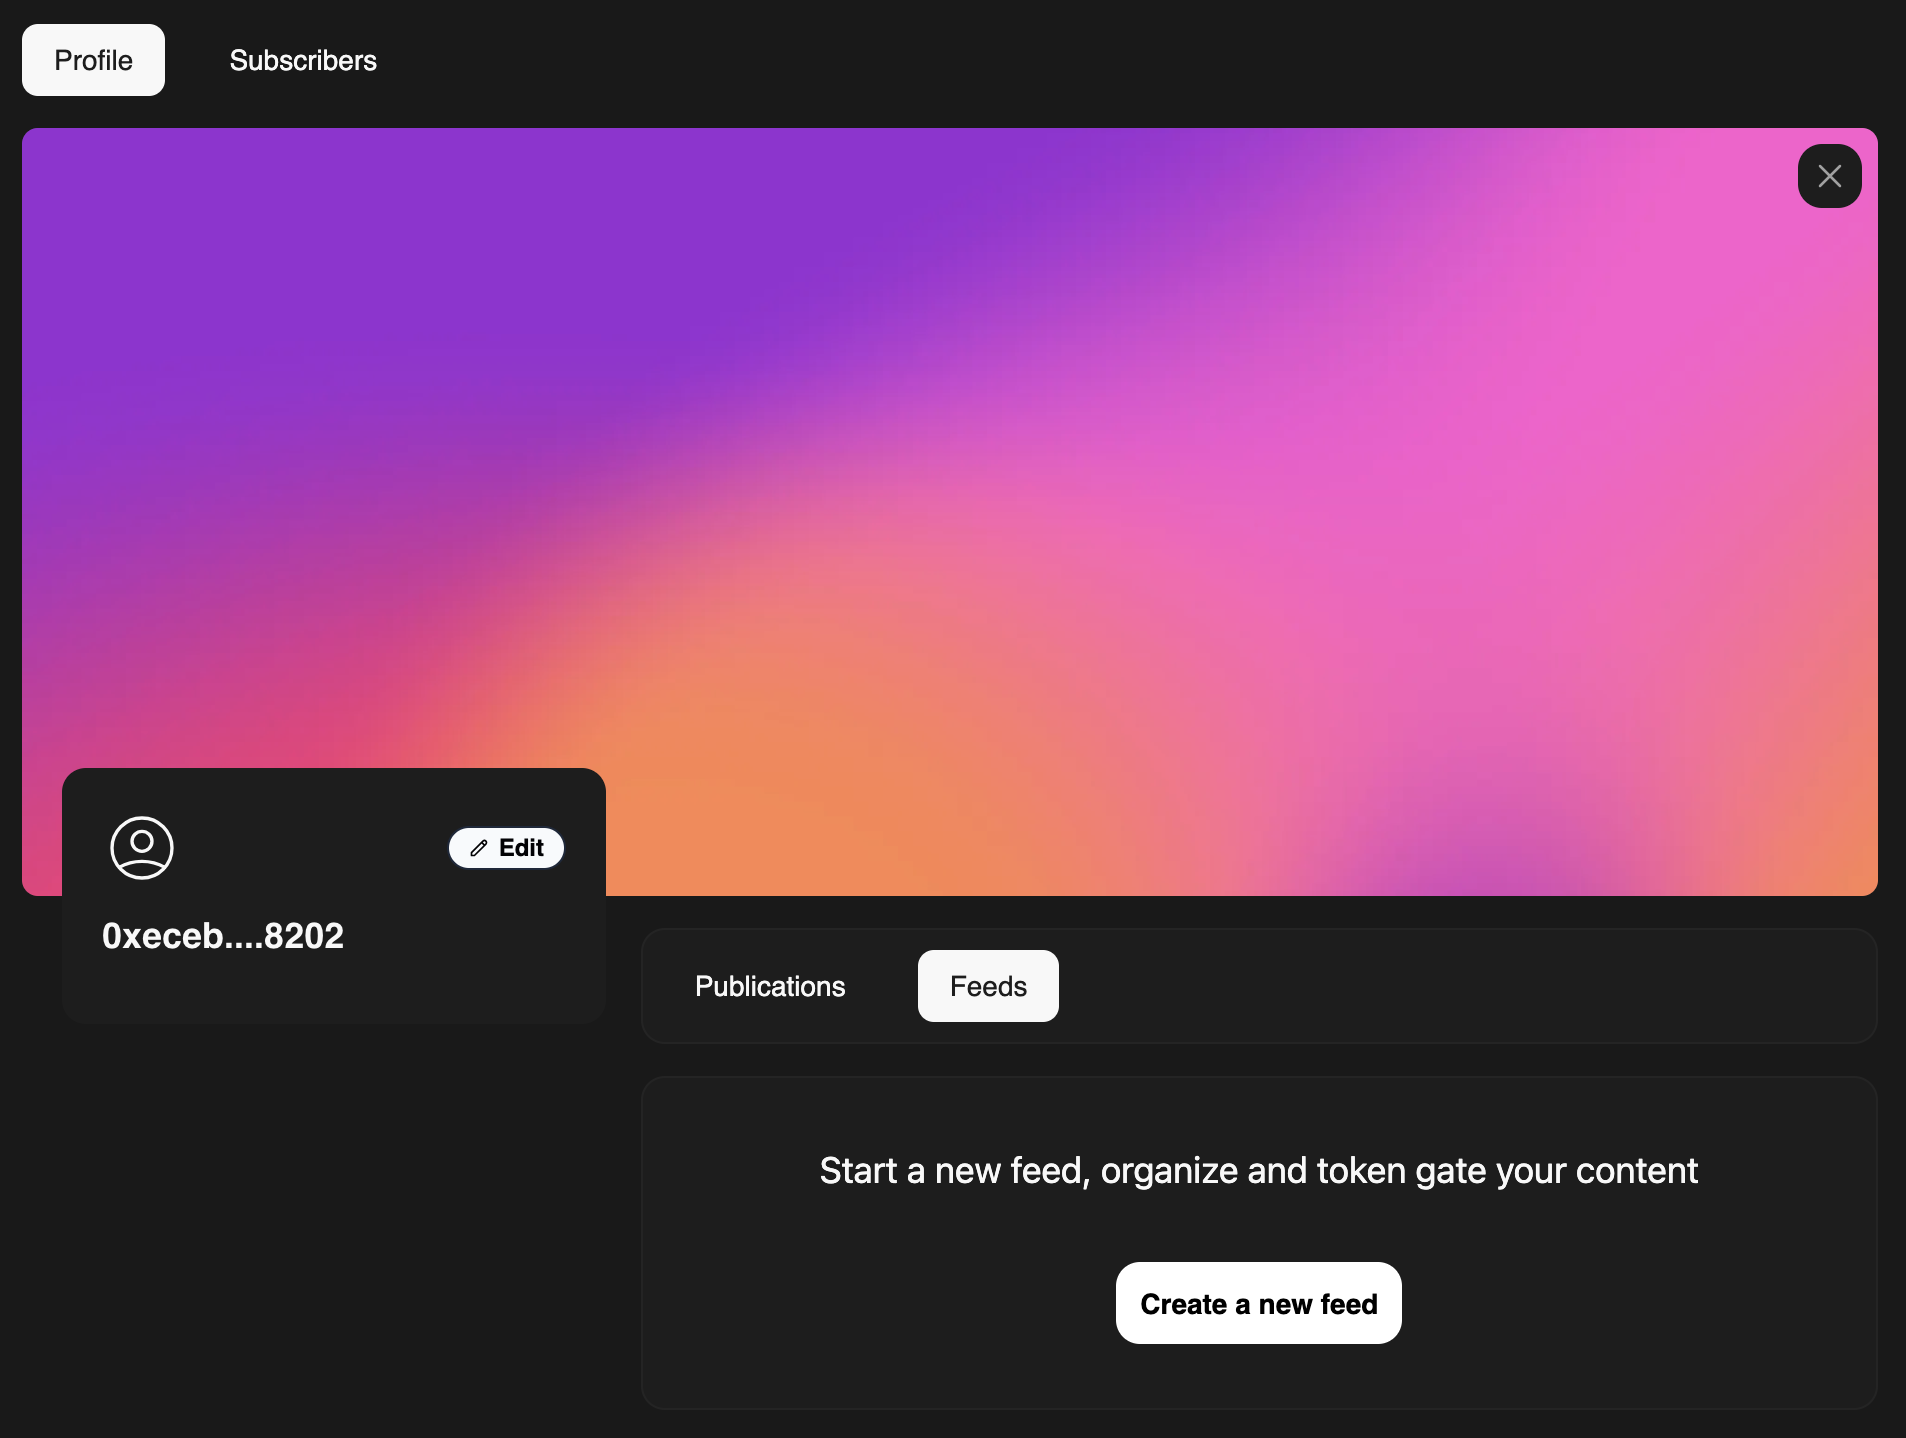 Profile
Subscribers
Edit
0xeceb....8202
Publications
Feeds
Start a new feed, organize and token gate your content
Create a new feed